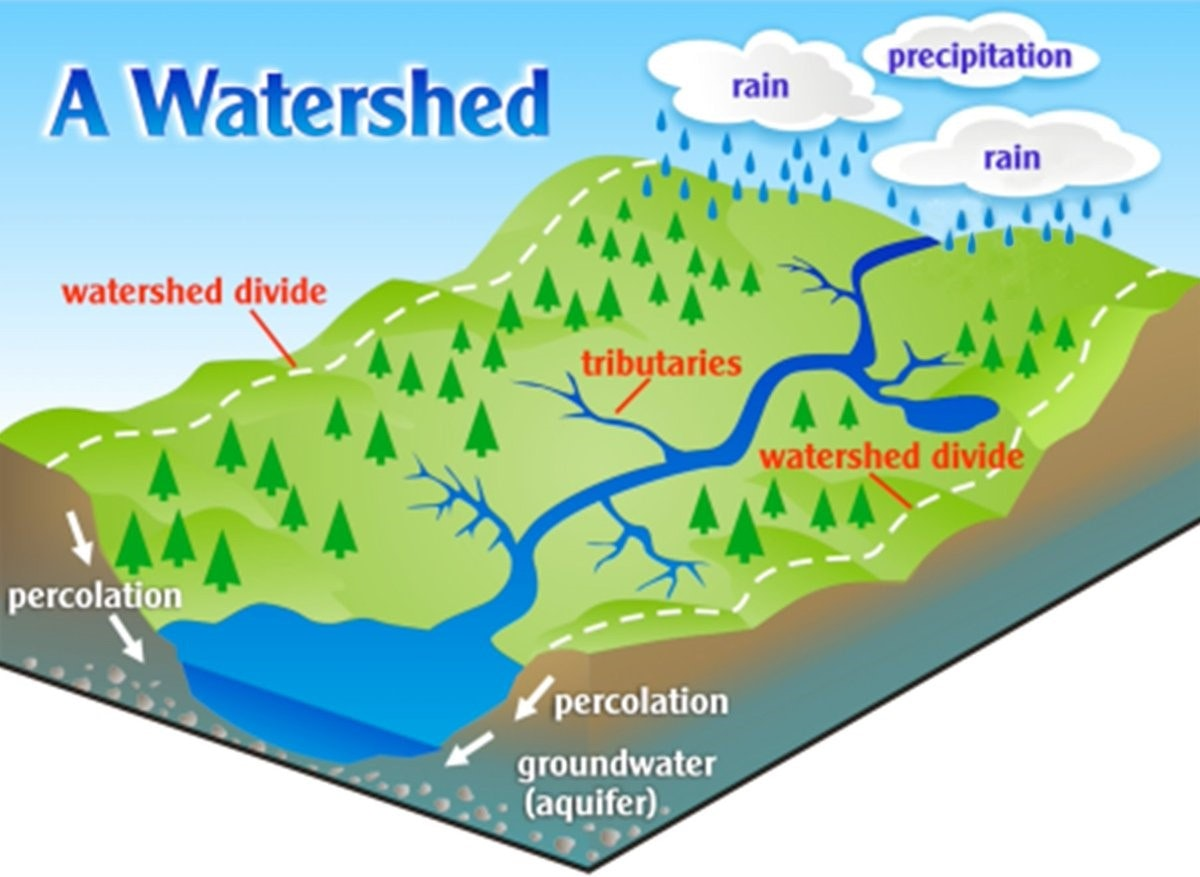 A Watershed
precipitation
rain
rain
watershed divide
tributaries
watershed divide
percolation
percolation
groundwater
(aquifer)